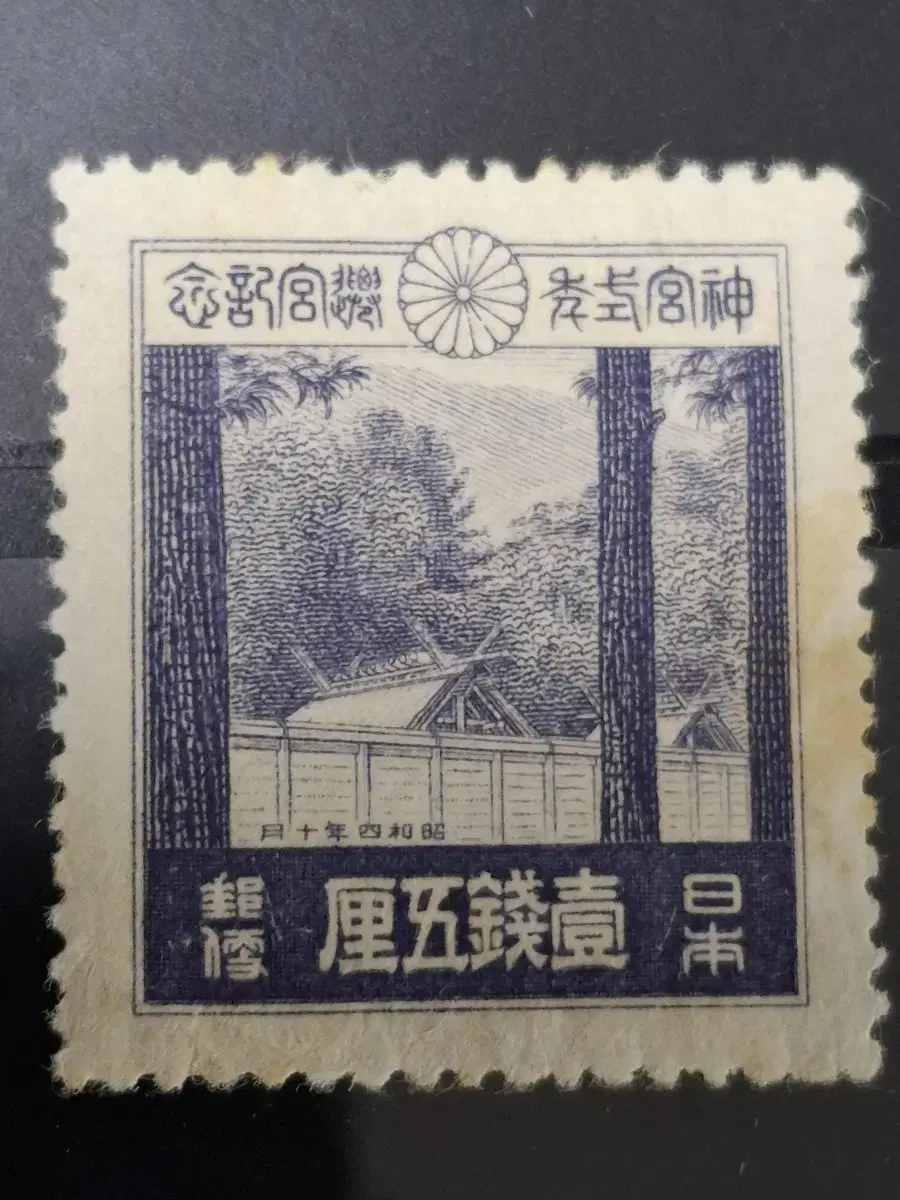 神宮式年遷宮記念
昭和四年十月
日本
壹錢五厘
郵便